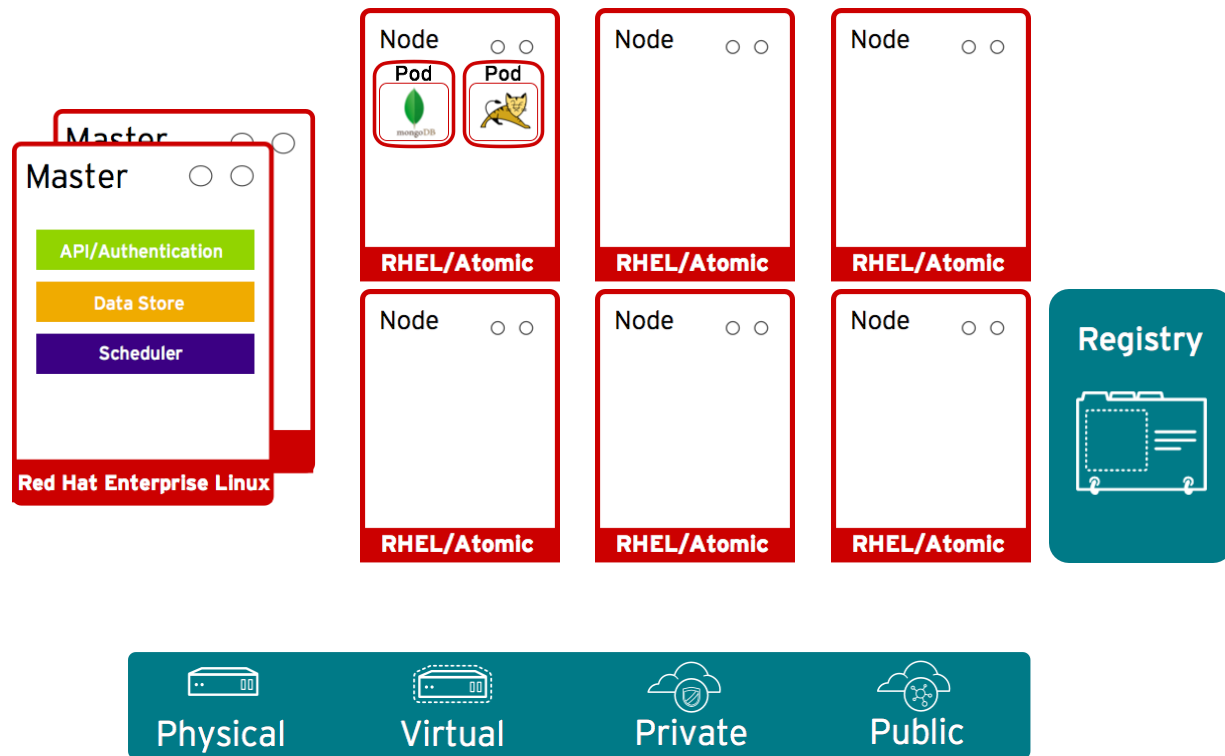 Master
Master
API/Authentication
Data Store
Scheduler
Red Hat Enterprise Linux
Node
Pod
mongoDB
Pod
RHEL/Atomic
Node
RHEL/Atomic
Node
RHEL/Atomic
Node
RHEL/Atomic
Node
RHEL/Atomic
Node
RHEL/Atomic
Registry
Physical
Virtual
Private
Public